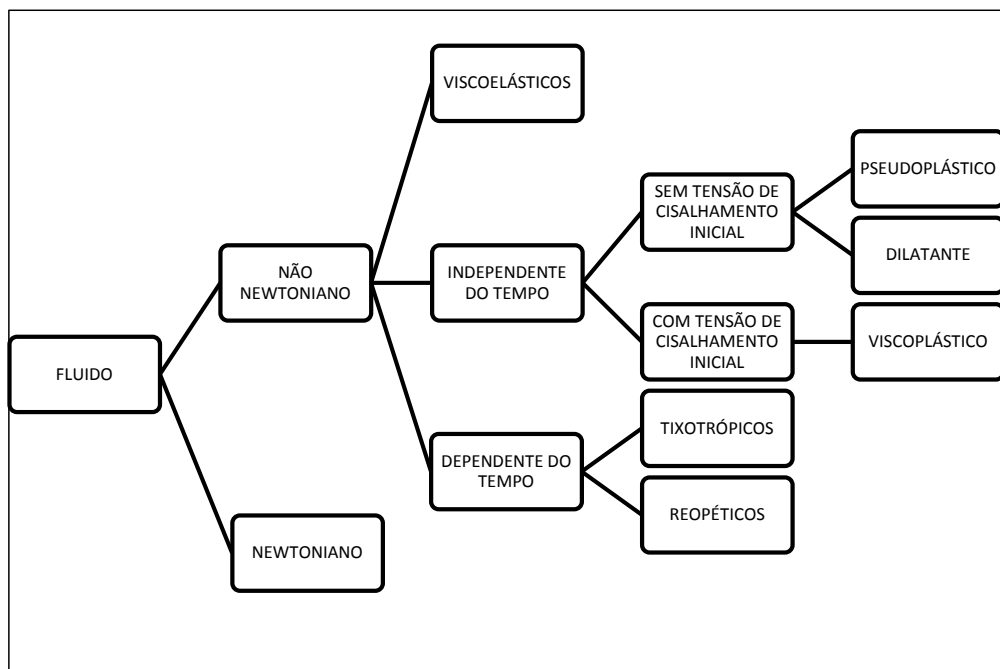 VISCOELÁSTICOS
PSEUDOPLÁSTICO
SEM TENSÃO DE
CISALHAMENTO
INICIAL
DILATANTE
NÃO
NEWTONIANO
INDEPENDENTE
DO TEMPO
COM TENSÃO DE
CISALHAMENTO
INICIAL
VISCOPLÁSTICO
FLUIDO
TIXOTRÓPICOS
DEPENDENTE DO
TEMPO
REOPÉTICOS
NEWTONIANO